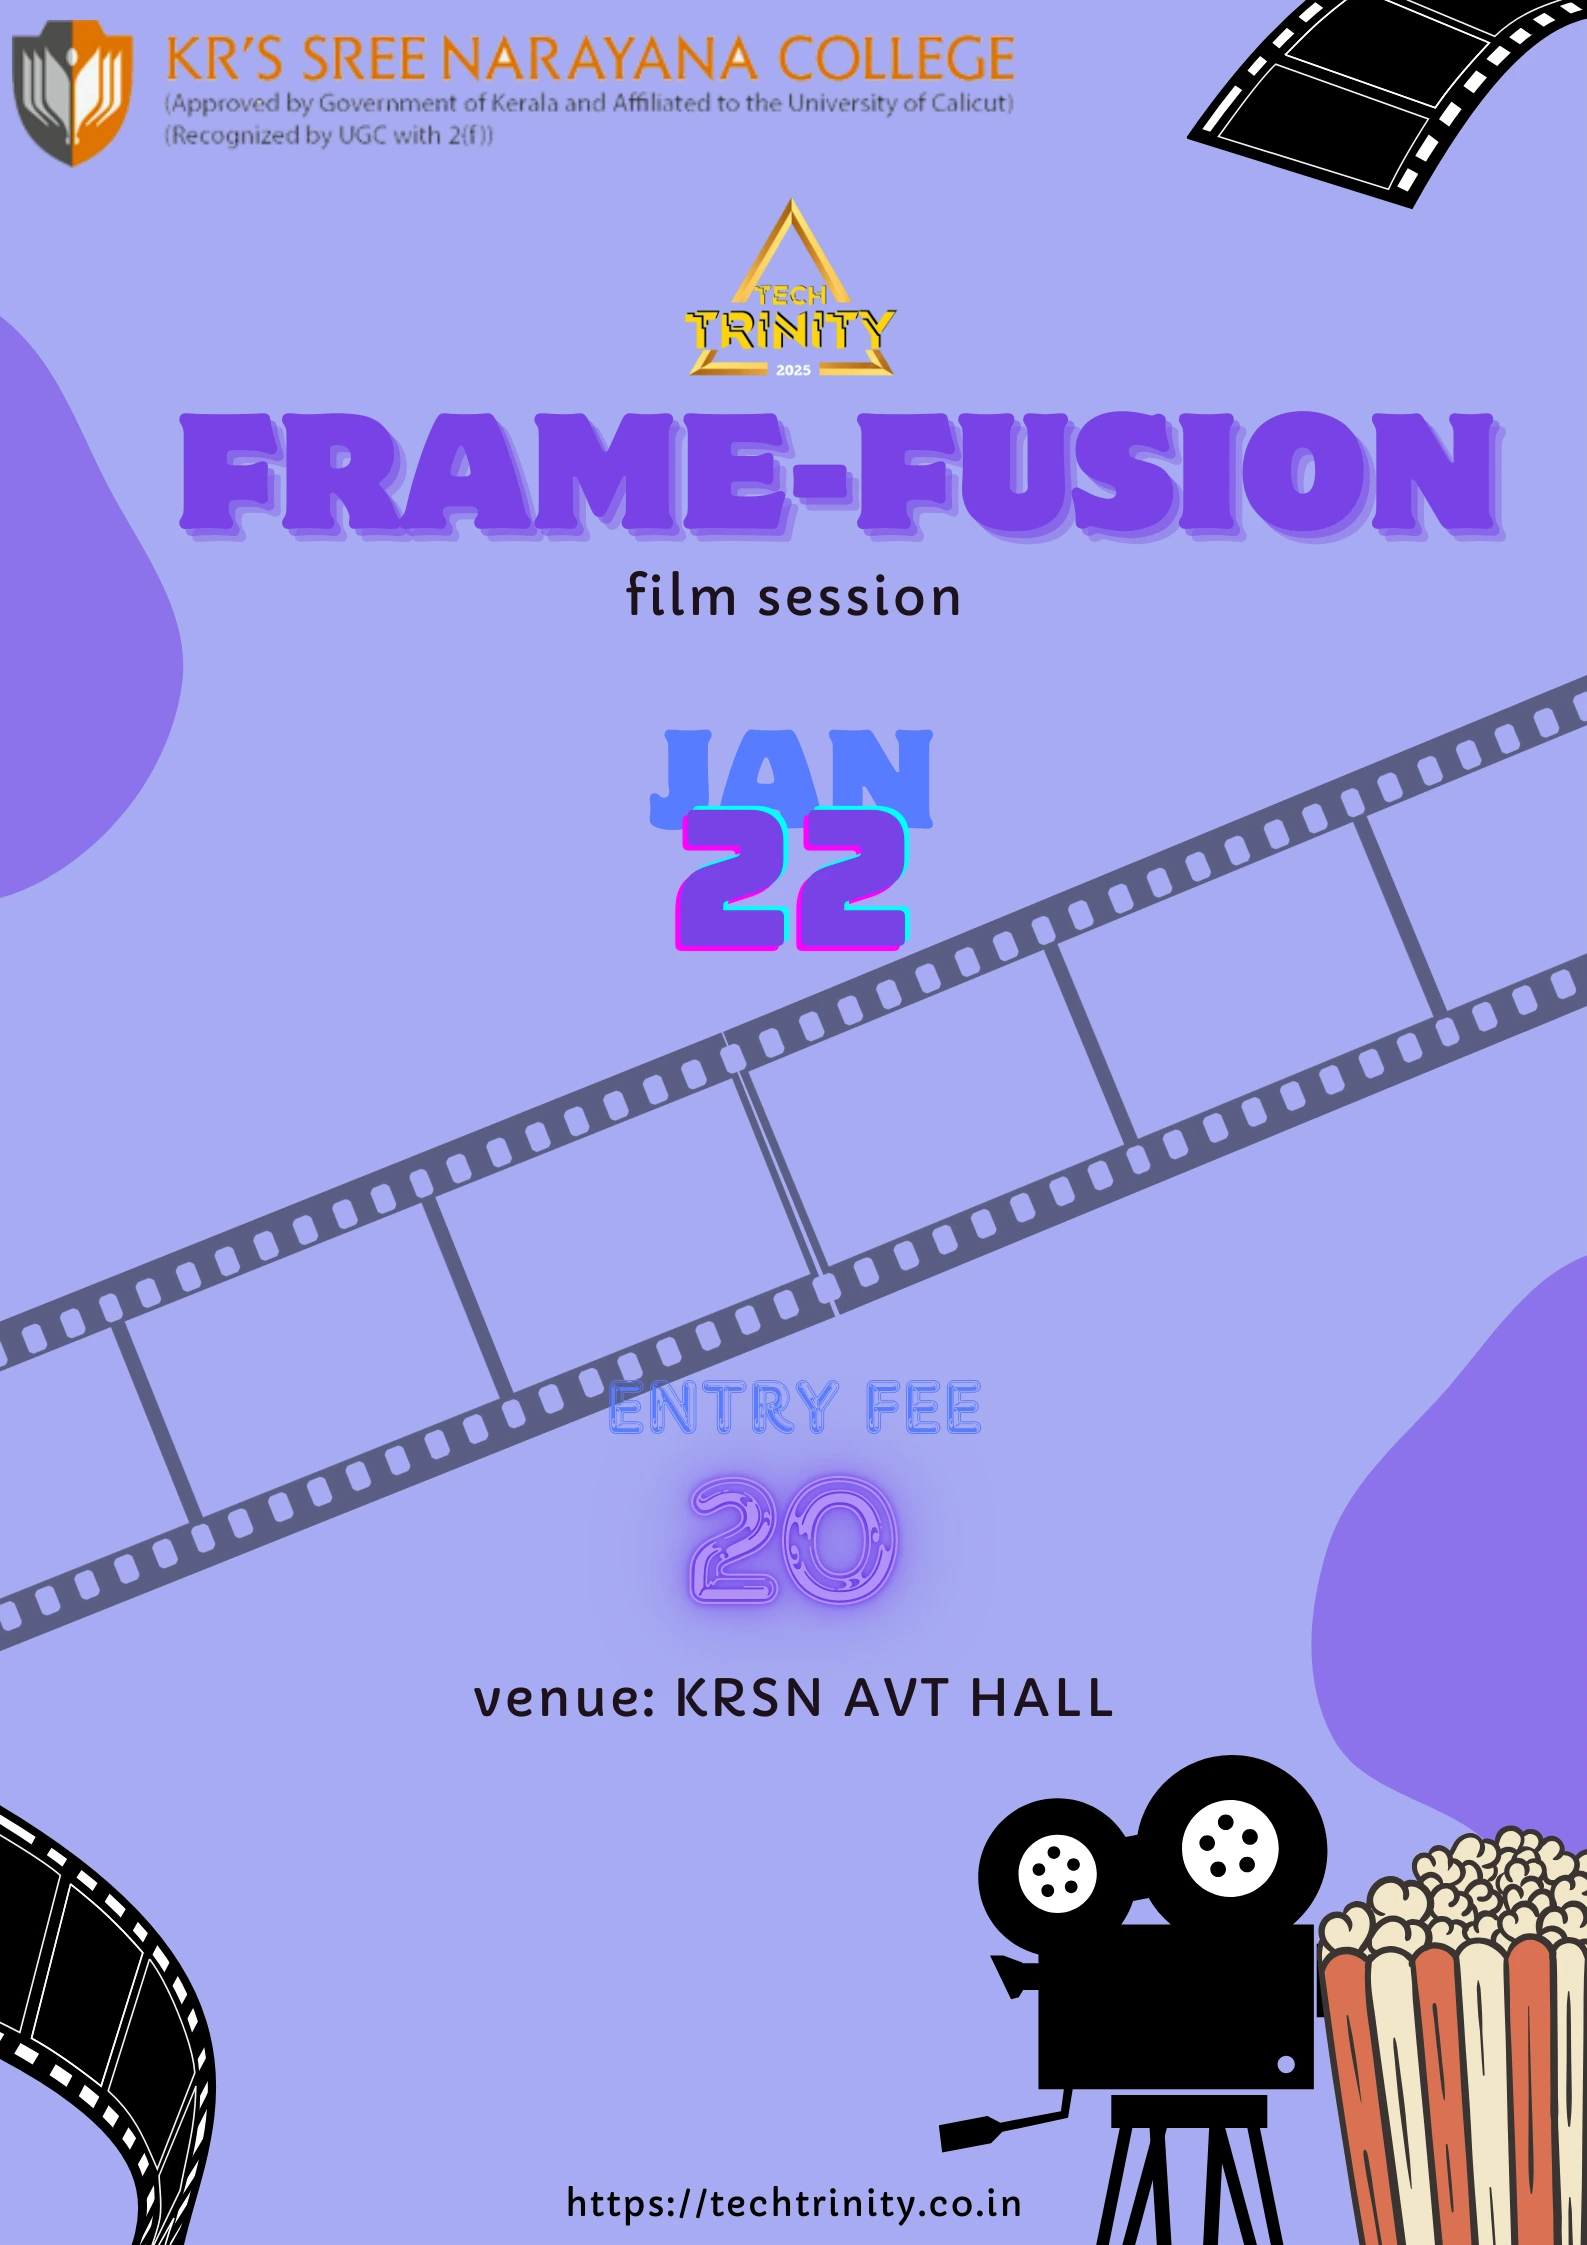 KR'S SREE NARAYANA COLLEGE
(Approved by Government of Kerala and Affiliated to the University of Calicut)
(Recognized by UGC with 2(f))
TECH
TRINITY
2025
FRAME-FUSION
film session
JAN
22
ENTRY FEE
20
venue: KRSN AVT HALL
https://techtrinity.co.in